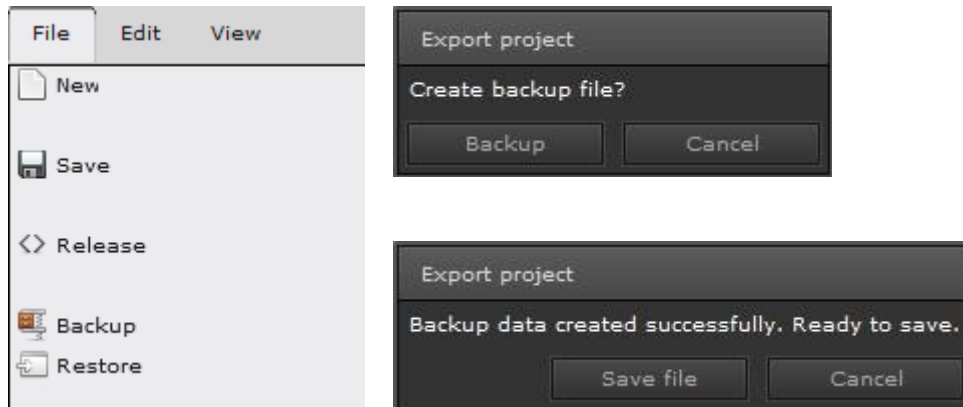 File Edit View
New
Save
Release
Backup
Restore
Export project
Create backup file?
Backup Cancel
Export project
Backup data created successfully. Ready to save.
Save file Cancel